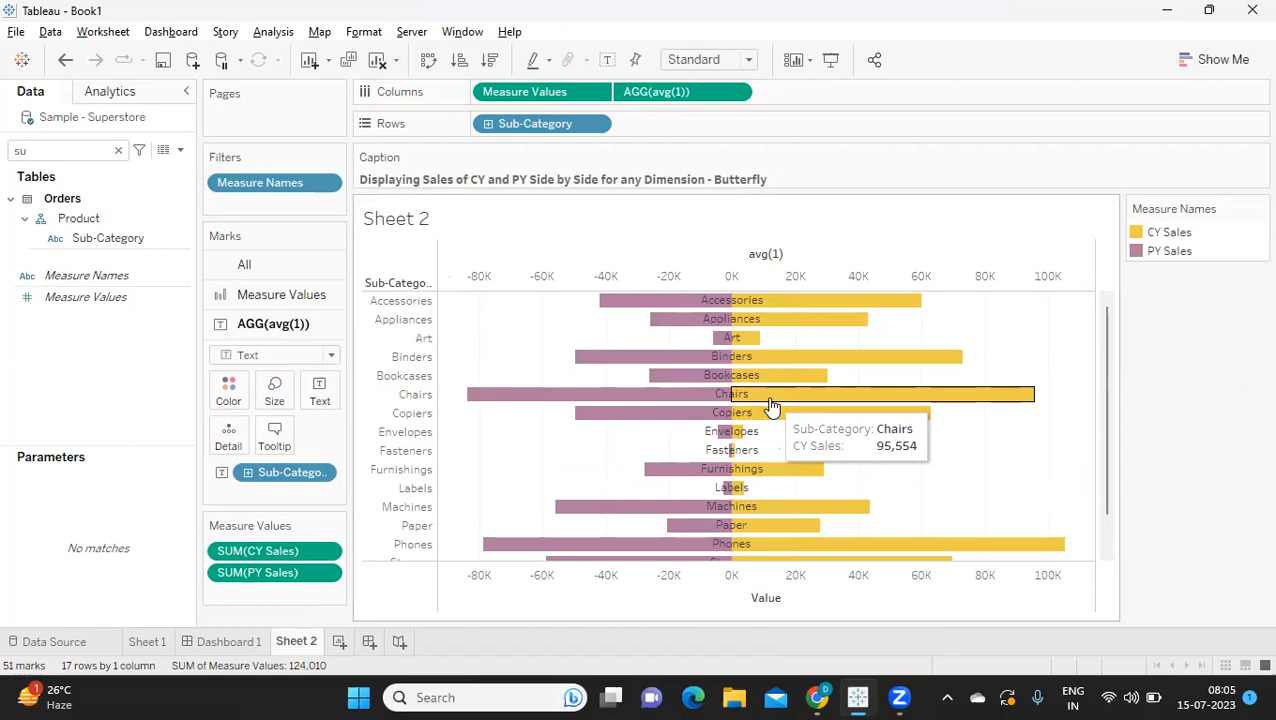 Tableau - Book1
File Data Worksheet Dashboard Story Analysis Map Format Server Window Help
Standard Show Me
Data Analytics
Pages
Columns Measure Values AGG(avg(1))
Sample - Superstore
Rows Sub-Category
su
Filters
Caption
Tables
Measure Names
Displaying Sales of CY and PY Side by Side for any Dimension - Butterfly
Orders
Product
Abc Sub-Category
Abc Measure Names
Measure Values
Marks
All
Measure Values
AGG(avg(1))
Text
Color Size Text
Detail Tooltip
Sub-Catego..
Parameters
No matches
Measure Values
SUM(CY Sales)
SUM(PY Sales)
Sheet 2
avg(1)
-80K -60K -40K -20K 0K 20K 40K 60K 80K 100K
Sub-Catego..
Accessories Accessories
Appliances Appliances
Art Art
Binders Binders
Bookcases Bookcases
Chairs Chairs
Copiers Copiers
Envelopes Envelopes
Fasteners Fasteners
Furnishings Furnishings
Labels Labels
Machines Machines
Paper Paper
Phones Phones
Sub-Category: Chairs
CY Sales: 95,554
-80K -60K -40K -20K 0K 20K 40K 60K 80K 100K
Value
Measure Names
CY Sales
PY Sales
Data Source Sheet 1 Dashboard 1 Sheet 2
51 marks 17 rows by 1 column SUM of Measure Values: 124,010
1
26°C
Haze
Search
ENG
IN
08:05
15-07-2023
1